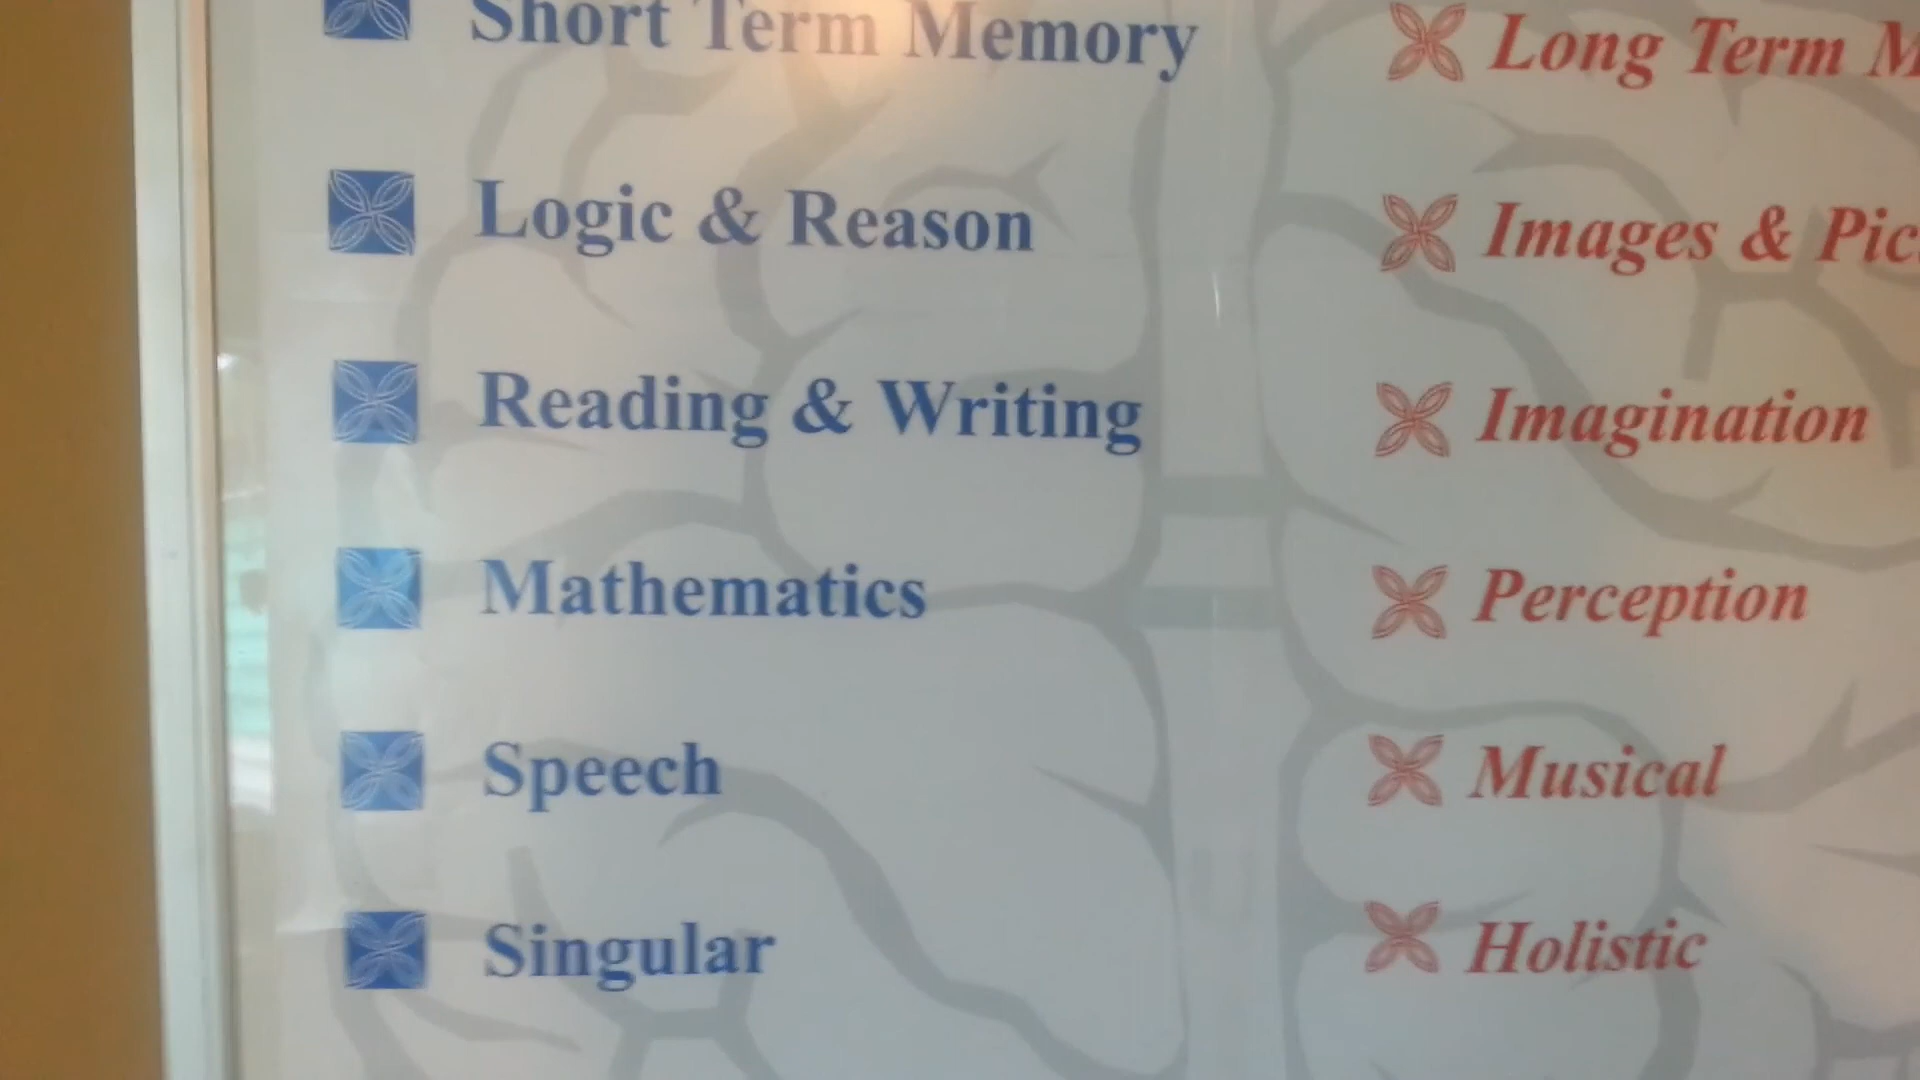 Short Term Memory
Long Term
Logic & Reason
Images &
Reading & Writing
Imagination
Mathematics
Perception
Speech
Musical
Singular
Holistic